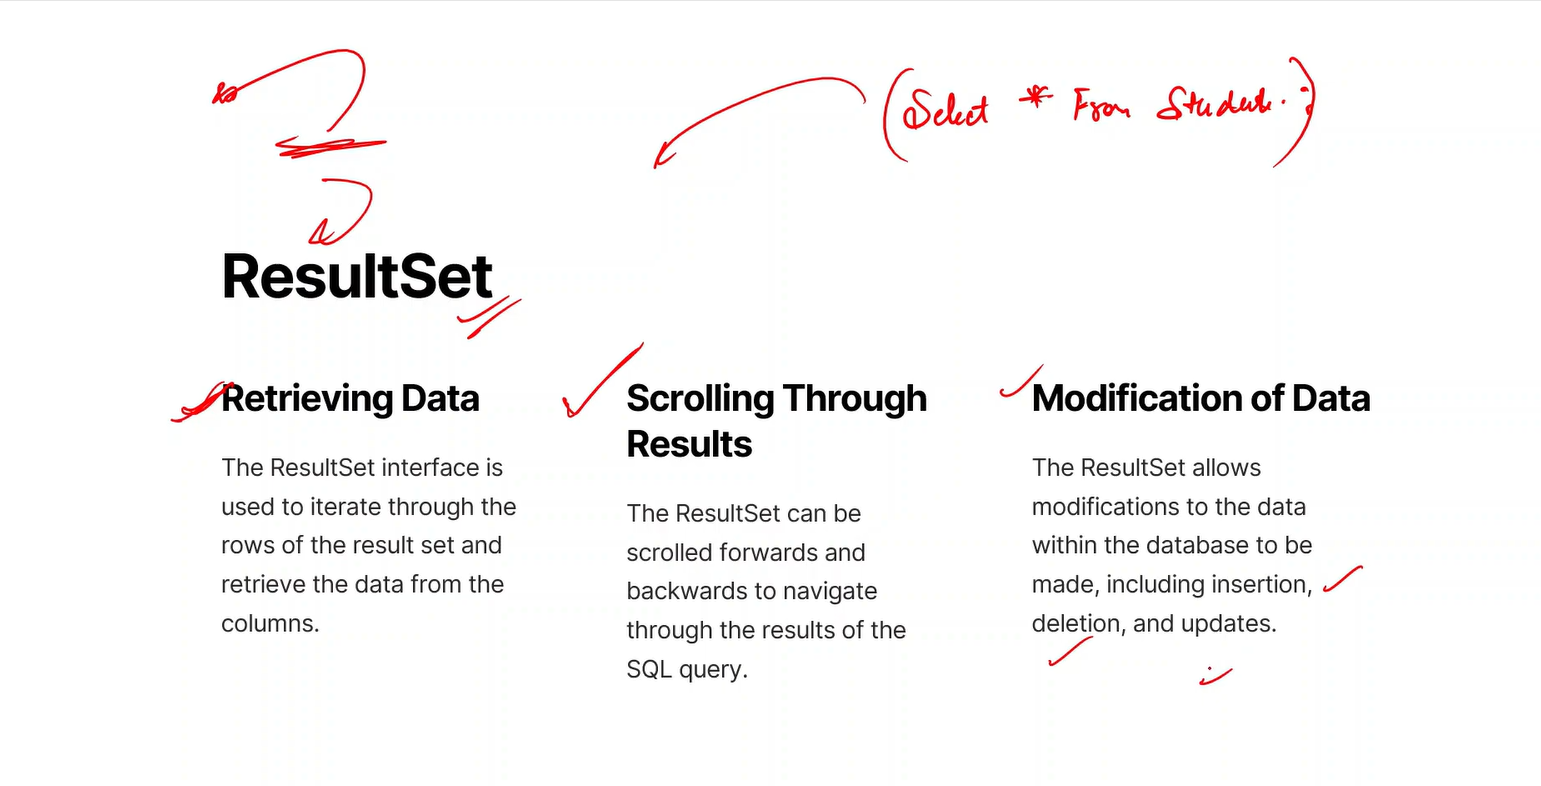 (Select * From Student. :)
ResultSet
Retrieving Data
The ResultSet interface is
used to iterate through the
rows of the result set and
retrieve the data from the
columns.
Scrolling Through
Results
The ResultSet can be
scrolled forwards and
backwards to navigate
through the results of the
SQL query.
Modification of Data
The ResultSet allows
modifications to the data
within the database to be
made, including insertion,
deletion, and updates.